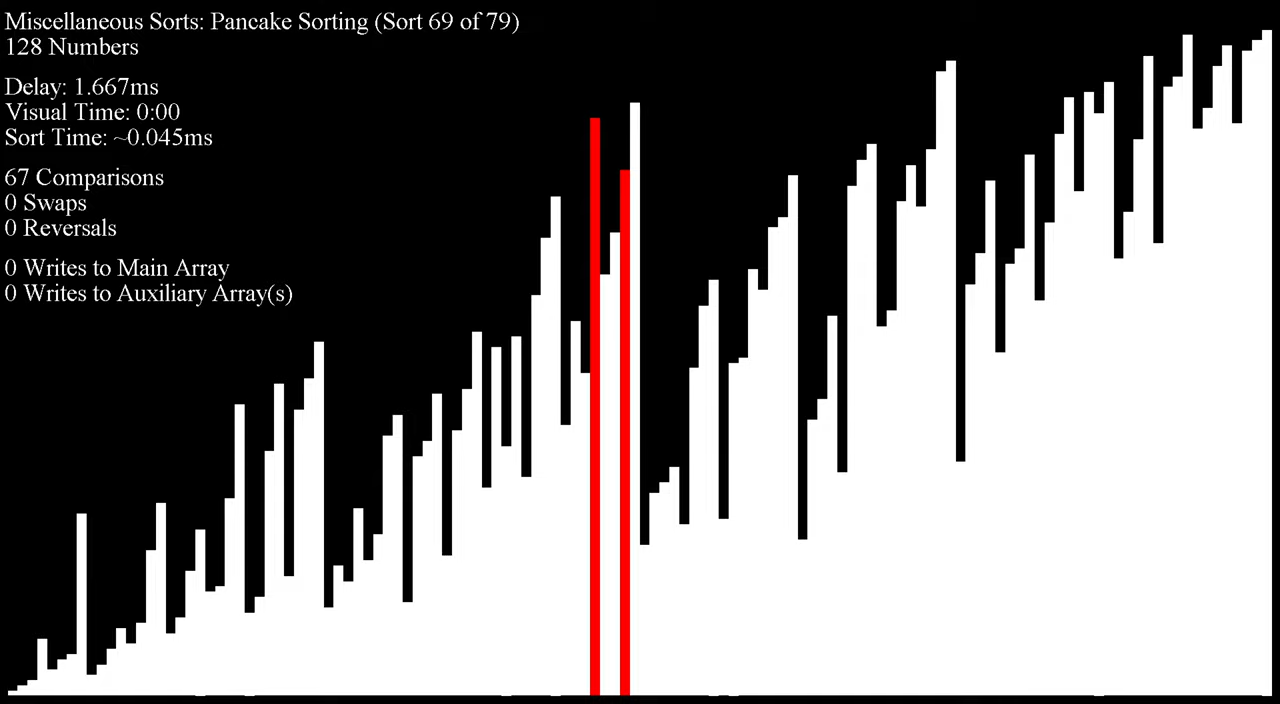 Miscellaneous Sorts: Pancake Sorting (Sort 69 of 79)
128 Numbers
Delay: 1.667ms
Visual Time: 0:00
Sort Time: ~0.045ms
67 Comparisons
0 Swaps
0 Reversals
0 Writes to Main Array
0 Writes to Auxiliary Array(s)